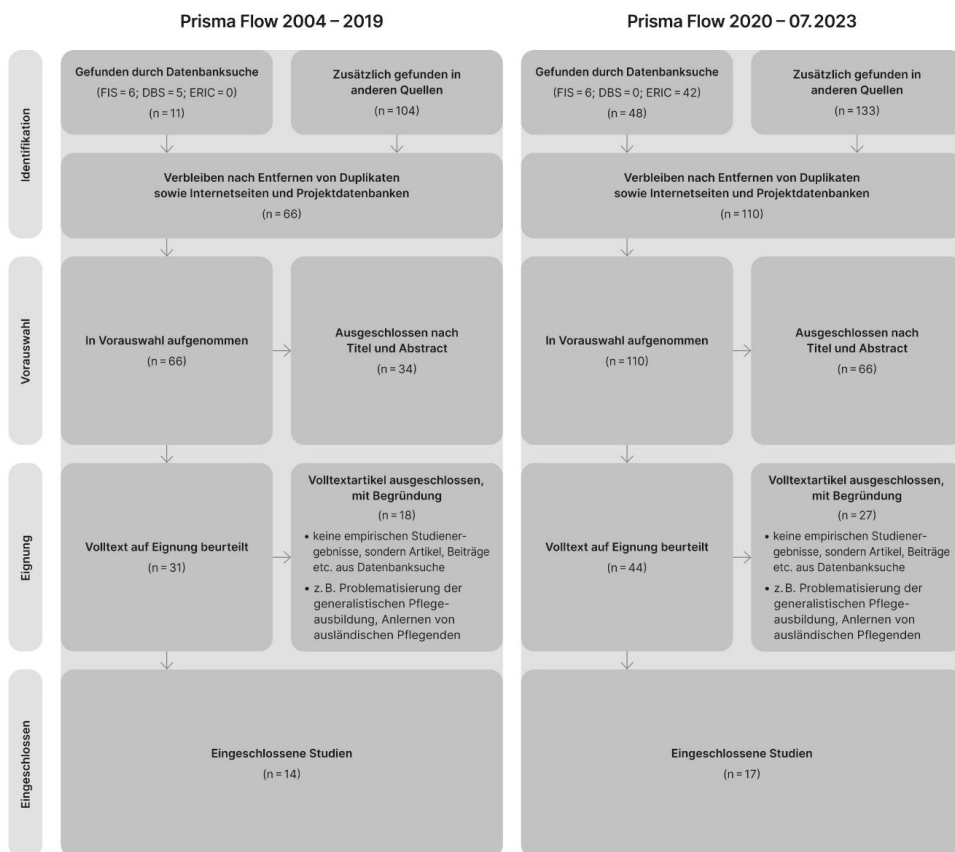 Prisma Flow 2004 – 2019
Identifikation
Gefunden durch Datenbanksuche
(FIS = 6; DBS = 5; ERIC = 0)
(n = 11)
Zusätzlich gefunden in
anderen Quellen
(n = 104)
Verbleiben nach Entfernen von Duplikaten
sowie Internetseiten und Projektdatenbanken
(n = 66)
Vorauswahl
In Vorauswahl aufgenommen
(n = 66)
Ausgeschlossen nach
Titel und Abstract
(n = 34)
Eignung
Volltext auf Eignung beurteilt
(n = 31)
Volltextartikel ausgeschlossen,
mit Begründung
(n = 18)
• keine empirischen Studiener-
gebnisse, sondern Artikel, Beiträge
etc. aus Datenbanksuche
• z. B. Problematisierung der
generalistischen Pflege-
ausbildung, Anlernen von
ausländischen Pflegenden
Eingeschlossen
Eingeschlossene Studien
(n = 14)
Prisma Flow 2020 – 07.2023
Gefunden durch Datenbanksuche
(FIS = 6; DBS = 0; ERIC = 42)
(n = 48)
Zusätzlich gefunden in
anderen Quellen
(n = 133)
Verbleiben nach Entfernen von Duplikaten
sowie Internetseiten und Projektdatenbanken
(n = 110)
In Vorauswahl aufgenommen
(n = 110)
Ausgeschlossen nach
Titel und Abstract
(n = 66)
Volltext auf Eignung beurteilt
(n = 44)
Volltextartikel ausgeschlossen,
mit Begründung
(n = 27)
• keine empirischen Studiener-
gebnisse, sondern Artikel, Beiträge
etc. aus Datenbanksuche
• z. B. Problematisierung der
generalistischen Pflege-
ausbildung, Anlernen von
ausländischen Pflegenden
Eingeschlossene Studien
(n = 17)